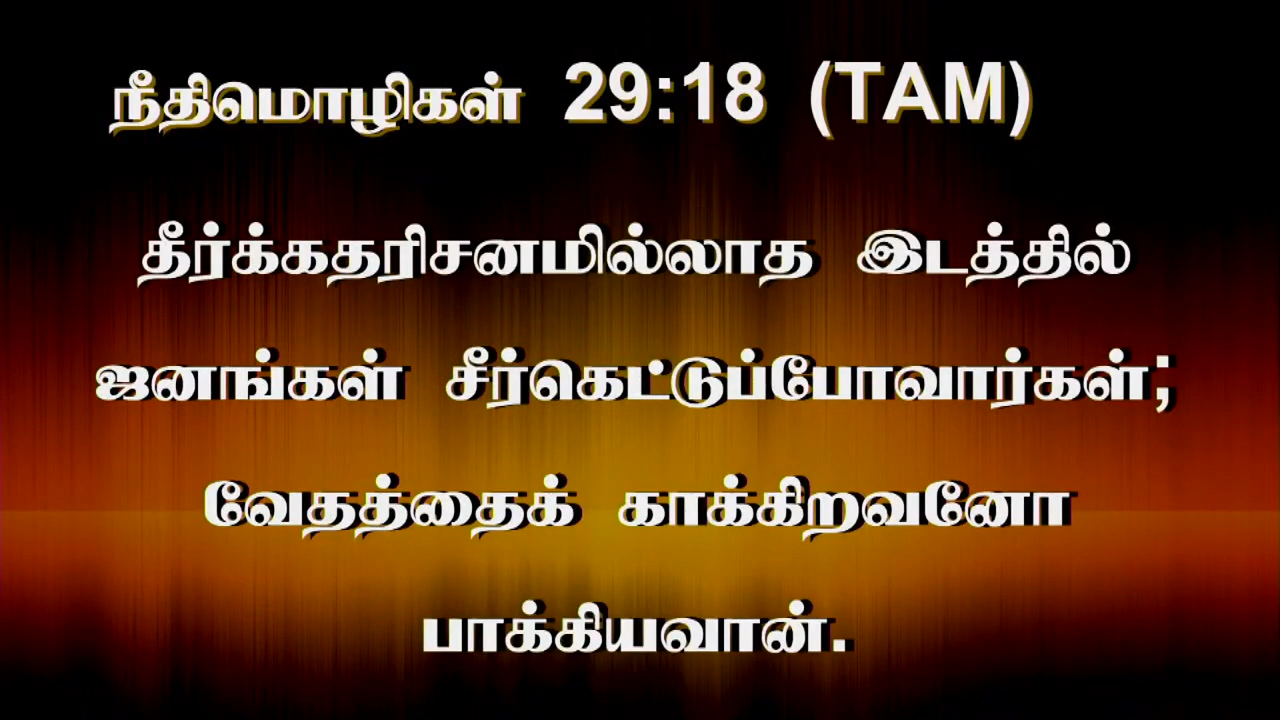 நீதிமொழிகள் 29:18 (TAM)
தீர்க்கதரிசனமில்லாத இடத்தில்
ஜனங்கள் சீர்கெட்டுப்போவார்கள்;
வேதத்தைக் காக்கிறவனோ
பாக்கியவான்.